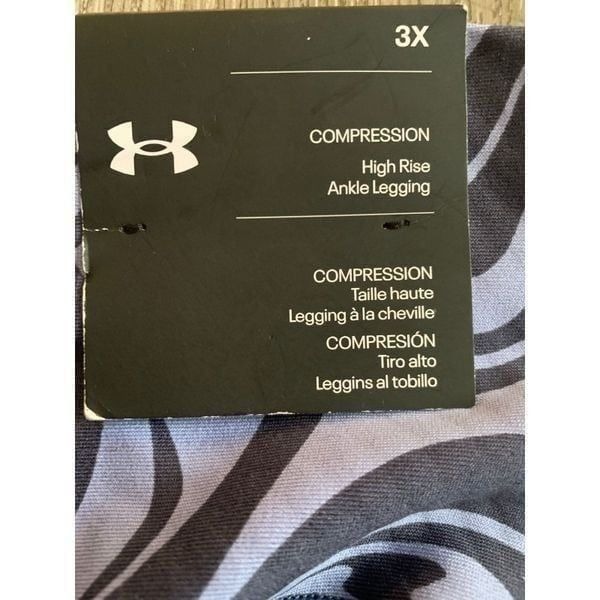 3X
COMPRESSION
High Rise
Ankle Legging
COMPRESSION
Taille haute
Legging à la cheville
COMPRESIÓN
Tiro alto
Leggins al tobillo